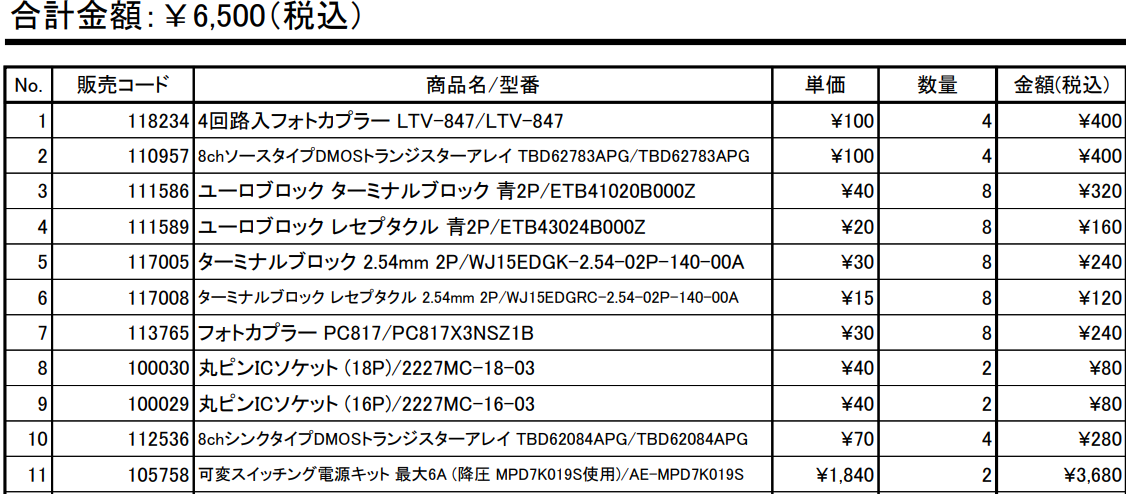 合計金額:￥6,500(税込)
No. 販売コード 商品名/型番 単価 数量 金額(税込)
1 118234 4回路入フォトカプラー LTV-847/LTV-847 ¥100 4 ¥400
2 110957 8chソースタイプDMOSトランジスターアレイ TBD62783APG/TBD62783APG ¥100 4 ¥400
3 111586 ユーロブロック ターミナルブロック 青2P/ETB41020B000Z ¥40 8 ¥320
4 111589 ユーロブロック レセプタクル 青2P/ETB43024B000Z ¥20 8 ¥160
5 117005 ターミナルブロック 2.54mm 2P/WJ15EDGK-2.54-02P-140-00A ¥30 8 ¥240
6 117008 ターミナルブロック レセプタクル 2.54mm 2P/WJ15EDGRC-2.54-02P-140-00A ¥15 8 ¥120
7 113765 フォトカプラー PC817/PC817X3NSZ1B ¥30 8 ¥240
8 100030 丸ピンICソケット (18P)/2227MC-18-03 ¥40 2 ¥80
9 100029 丸ピンICソケット (16P)/2227MC-16-03 ¥40 2 ¥80
10 112536 8chシンクタイプDMOSトランジスターアレイ TBD62084APG/TBD62084APG ¥70 4 ¥280
11 105758 可変スイッチング電源キット 最大6A (降圧 MPD7K019S使用)/AE-MPD7K019S ¥1,840 2 ¥3,680